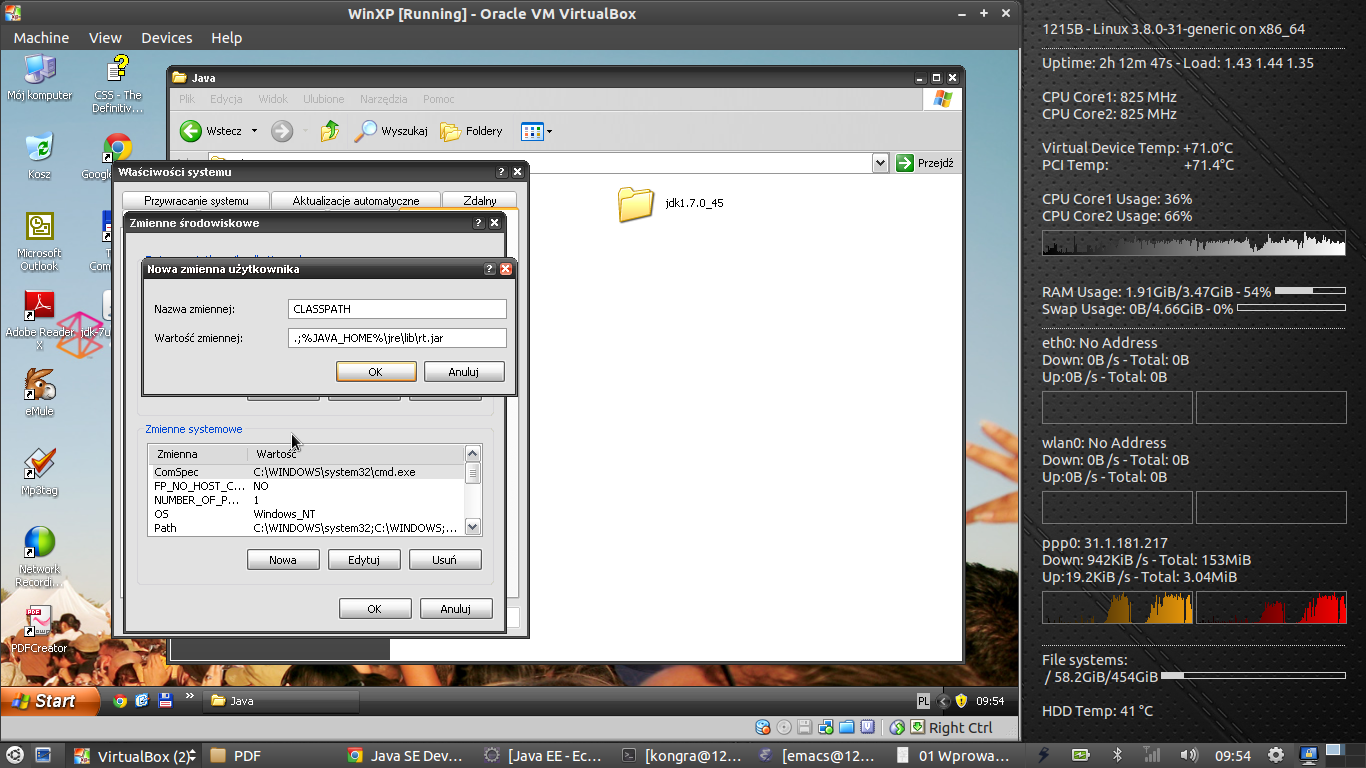 WinXP [Running] - Oracle VM VirtualBox
Machine View Devices Help
Mój komputer
CSS - The Definitiv...
Kosz
Google
Microsoft Outlook
Com
Adobe Reader X
jdk-7u
eMule
Mp3tag
Network Recordi...
PDFCreator
Java
Plik Edycja Widok Ulubione Narzędzia Pomoc
Wstecz Wyszukaj Foldery
Przejdź
jdk1.7.0_45
Właściwości systemu
Przywracanie systemu Aktualizacje automatyczne Zdalny
Zmienne środowiskowe
Nowa zmienna użytkownika
Nazwa zmiennej: CLASSPATH
Wartość zmiennej: .;%JAVA_HOME%\jre\lib\rt.jar
OK Anuluj
Zmienne systemowe
Zmienna Wartość
ComSpec C:\WINDOWS\system32\cmd.exe
FP_NO_HOST_C... NO
NUMBER_OF_P... 1
OS Windows_NT
Path C:\WINDOWS\system32;C:\WINDOWS;...
Nowa Edytuj Usuń
OK Anuluj
Start » Java PL 09:54
Right Ctrl
VirtualBox (2) PDF Java SE Dev... [Java EE - Ec... [kongra@12... [emacs@12... 01 Wprowa... 09:54
1215B - Linux 3.8.0-31-generic on x86_64
Uptime: 2h 12m 47s - Load: 1.43 1.44 1.35
CPU Core1: 825 MHz
CPU Core2: 825 MHz
Virtual Device Temp: +71.0°C
PCI Temp: +71.4°C
CPU Core1 Usage: 36%
CPU Core2 Usage: 66%
RAM Usage: 1.91GiB/3.47GiB - 54%
Swap Usage: 0B/4.66GiB - 0%
eth0: No Address
Down: 0B /s - Total: 0B
Up:0B /s - Total: 0B
wlan0: No Address
Down: 0B /s - Total: 0B
Up:0B /s - Total: 0B
ppp0: 31.1.181.217
Down: 942KiB /s - Total: 153MiB
Up:19.2KiB /s - Total: 3.04MiB
File systems:
/ 58.2GiB/454GiB
HDD Temp: 41 °C